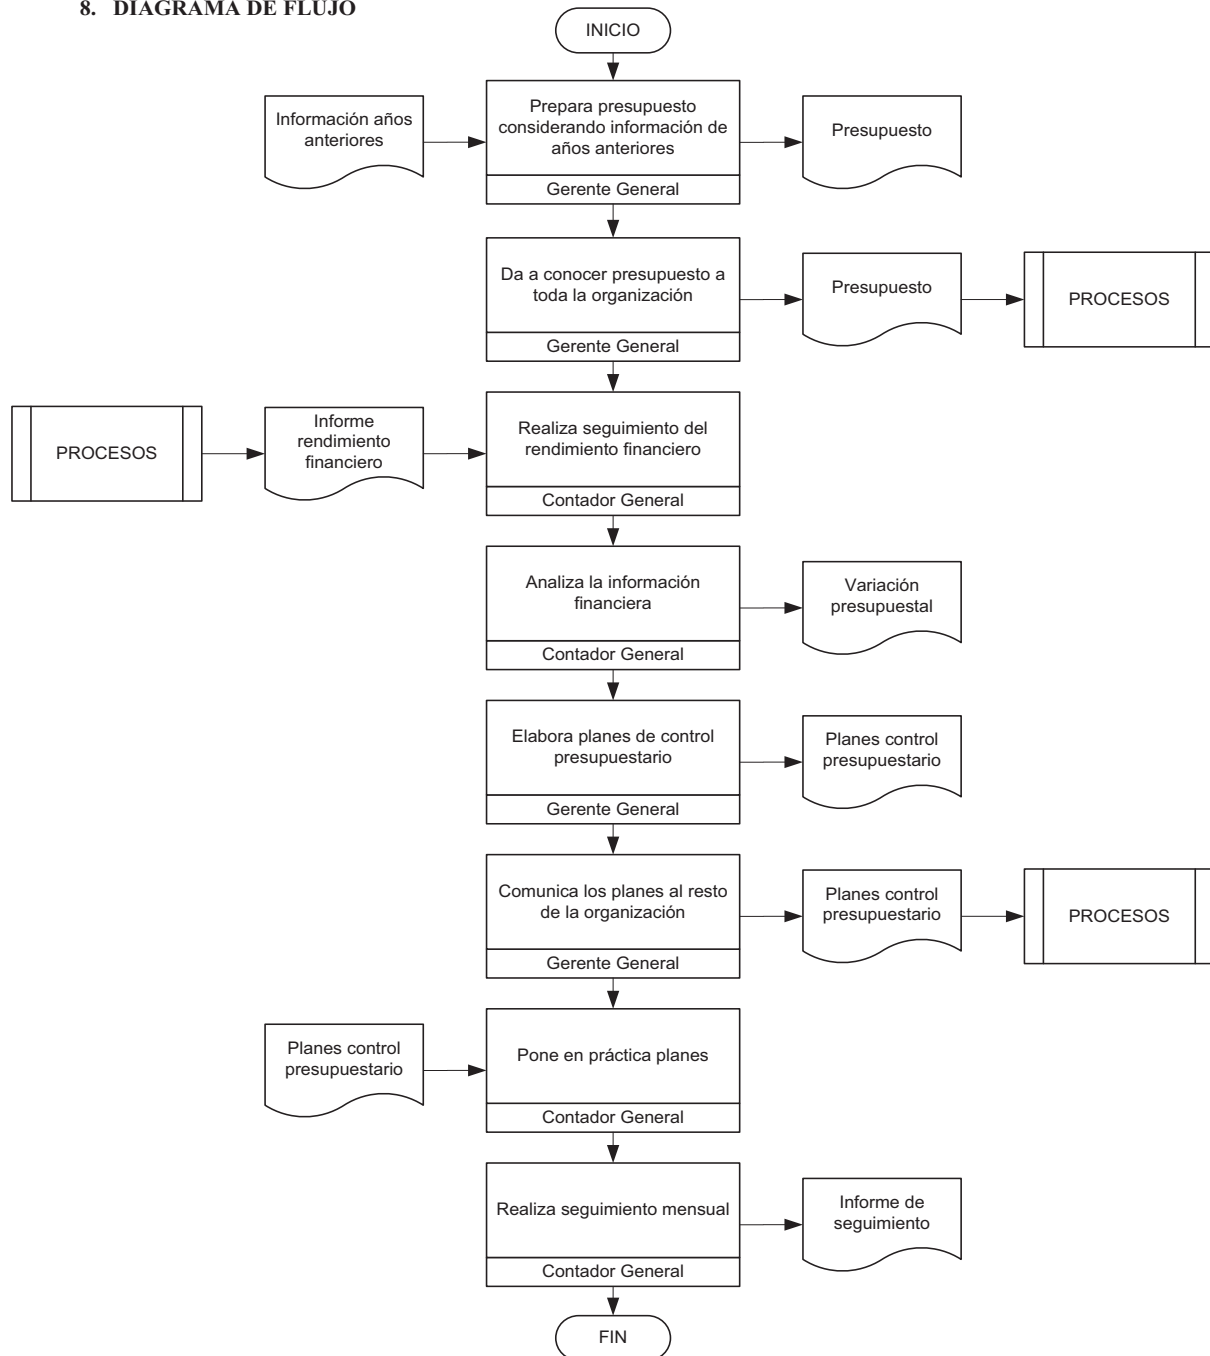 8. DIAGRAMA DE FLUJO
INICIO
Información años
anteriores
Prepara presupuesto
considerando información de
años anteriores
Gerente General
Presupuesto
Da a conocer presupuesto a
toda la organización
Gerente General
Presupuesto
PROCESOS
PROCESOS
Informe
rendimiento
financiero
Realiza seguimiento del
rendimiento financiero
Contador General
Analiza la información
financiera
Contador General
Variación
presupuestal
Elabora planes de control
presupuestario
Gerente General
Planes control
presupuestario
Comunica los planes al resto
de la organización
Gerente General
Planes control
presupuestario
PROCESOS
Planes control
presupuestario
Pone en práctica planes
Contador General
Realiza seguimiento mensual
Contador General
Informe de
seguimiento
FIN